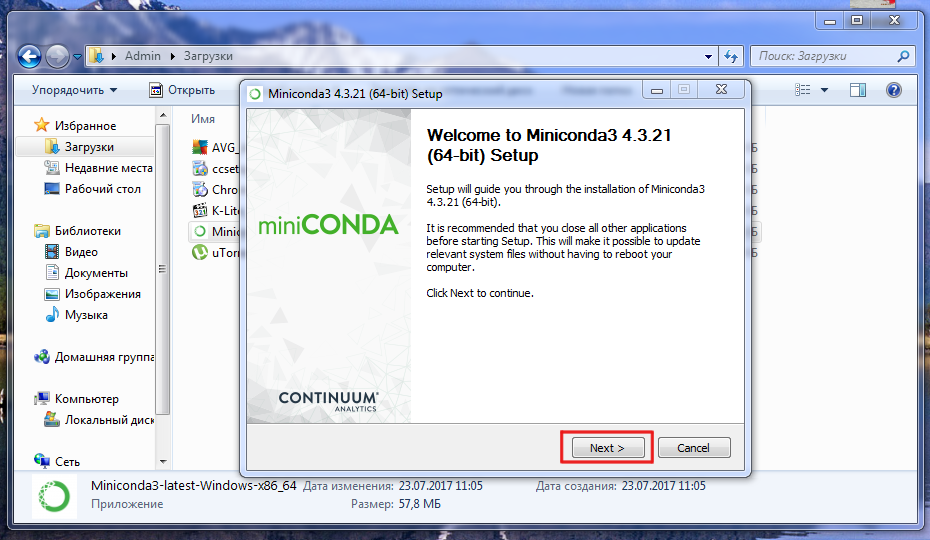 Admin
Загрузки
Поиск: Загрузки
Упорядочить
Открыть
Избранное
Загрузки
Недавние места
Рабочий стол
Библиотеки
Видео
Документы
Изображения
Музыка
Домашняя группа
Компьютер
Локальный диск
Сеть
Имя
AVG_
ccset
Chro
K-Lite
Minic
uTor
Miniconda3 4.3.21 (64-bit) Setup
miniCONDA
CONTINUUM®
ANALYTICS
Welcome to Miniconda3 4.3.21
(64-bit) Setup
Setup will guide you through the installation of Miniconda3
4.3.21 (64-bit).
It is recommended that you close all other applications
before starting Setup. This will make it possible to update
relevant system files without having to reboot your
computer.
Click Next to continue.
Next >
Cancel
Miniconda3-latest-Windows-x86_64 Дата изменения: 23.07.2017 11:05 Дата создания: 23.07.2017 11:05
Приложение Размер: 57,8 МБ